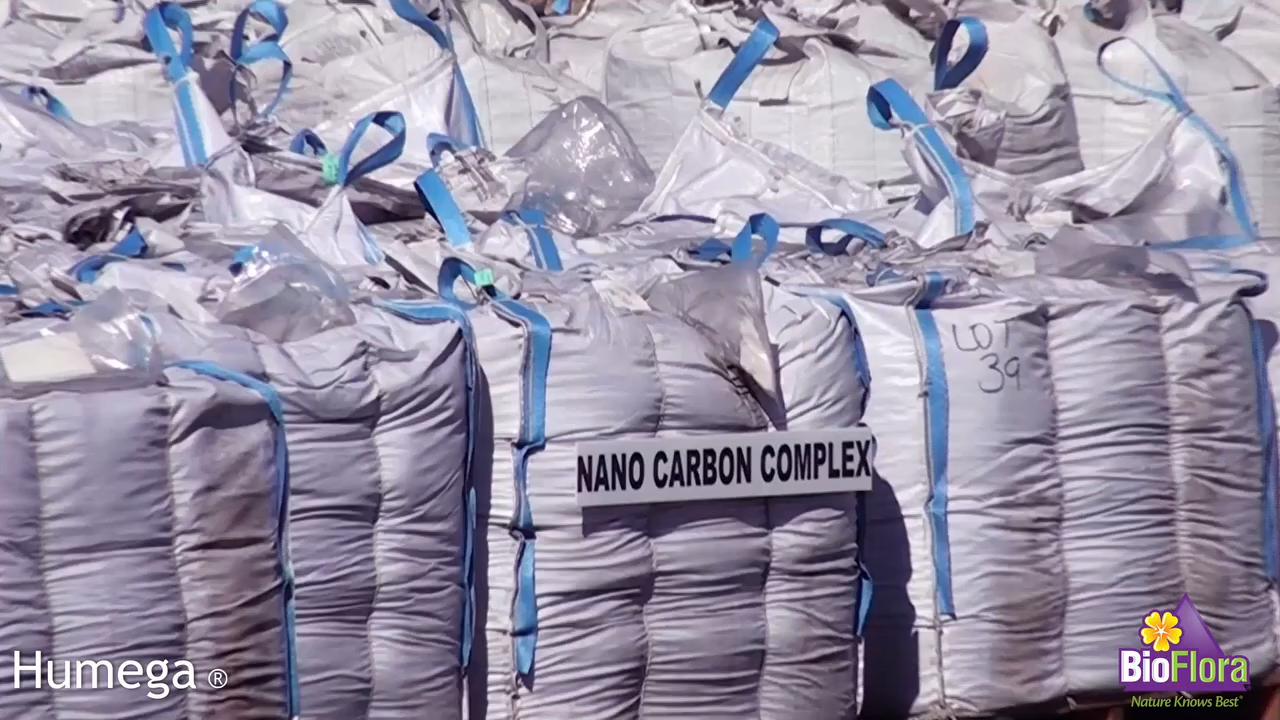 LOT
39
NANO CARBON COMPLEX
Humega ®
BioFlora
Nature Knows Best®